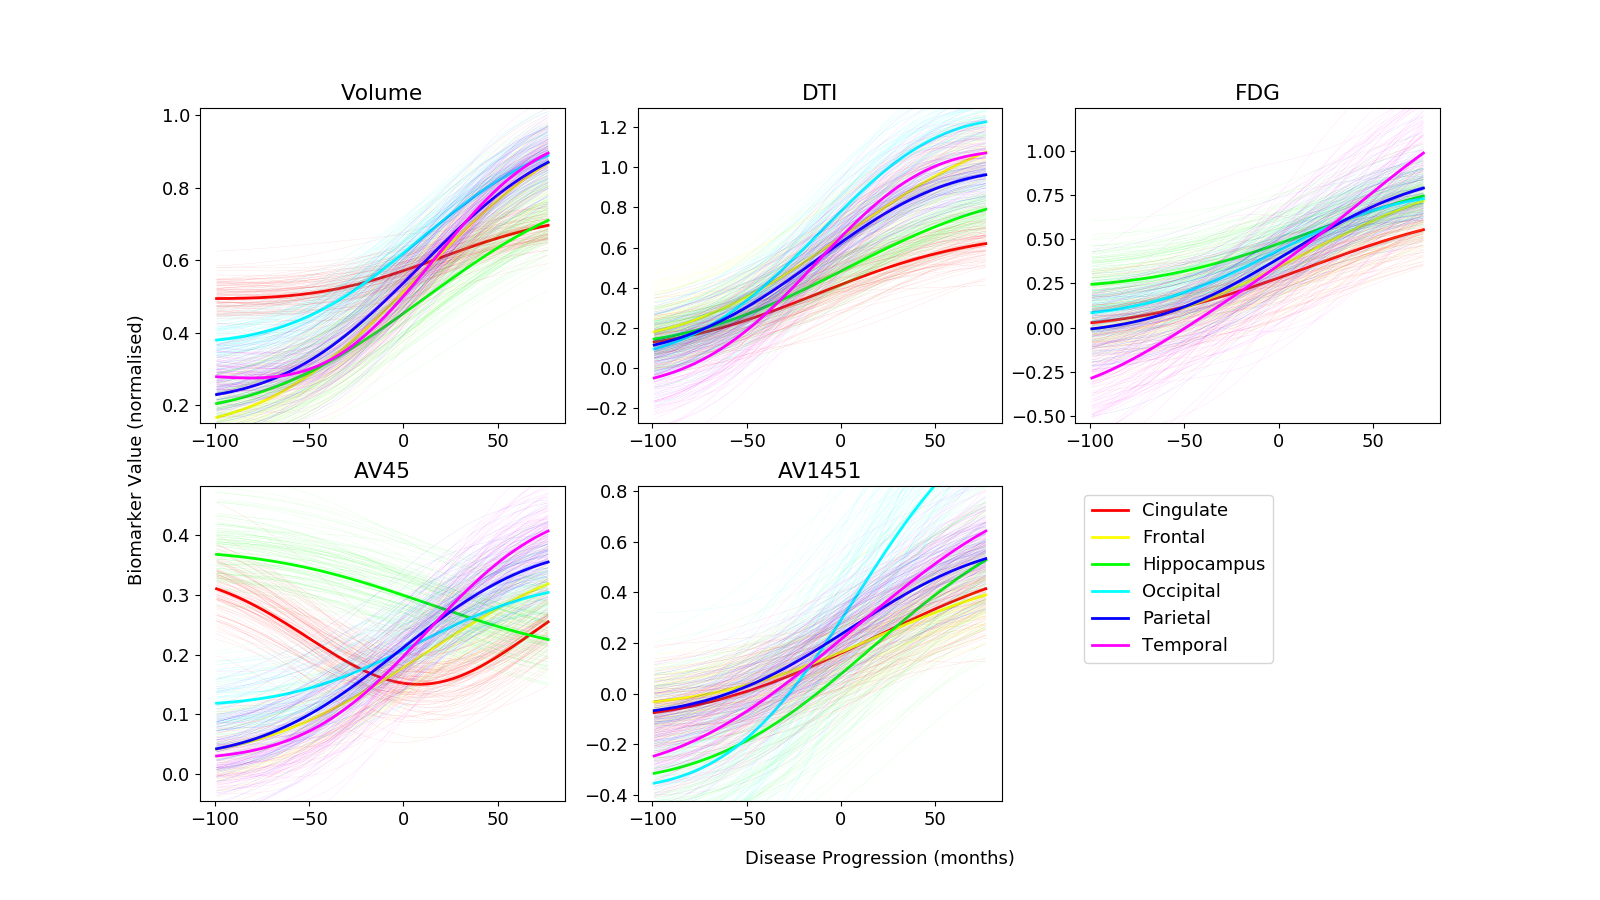 Volume
DTI
FDG
1.0
0.8
0.6
0.4
0.2
−100 −50 0 50
1.2
1.0
0.8
0.6
0.4
0.2
0.0
−0.2
−100 −50 0 50
1.00
0.75
0.50
0.25
0.00
−0.25
−0.50
−100 −50 0 50
Biomarker Value (normalised)
AV45
AV1451
0.4
0.3
0.2
0.1
0.0
−100 −50 0 50
0.8
0.6
0.4
0.2
0.0
−0.2
−0.4
−100 −50 0 50
Cingulate
Frontal
Hippocampus
Occipital
Parietal
Temporal
Disease Progression (months)